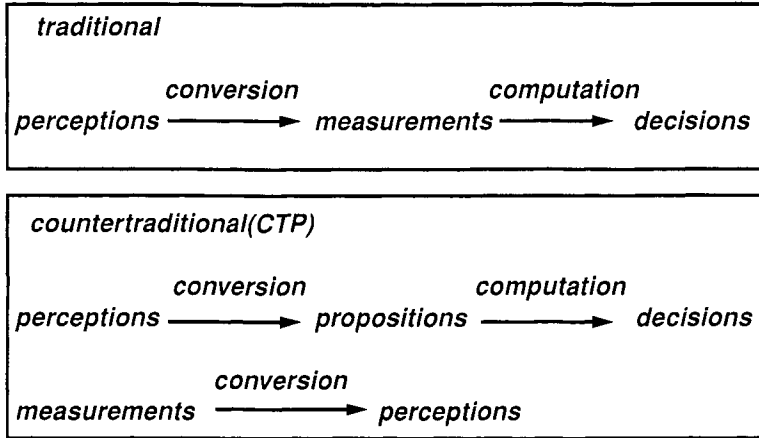 traditional
conversion computation
perceptions measurements decisions
countertraditional(CTP)
conversion computation
perceptions propositions decisions
conversion
measurements perceptions